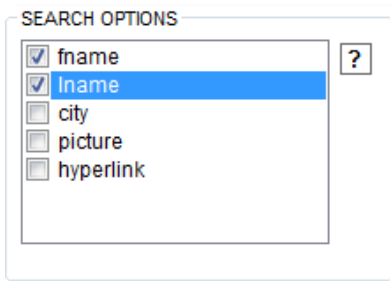 SEARCH OPTIONS
fname
?
lname
city
picture
hyperlink